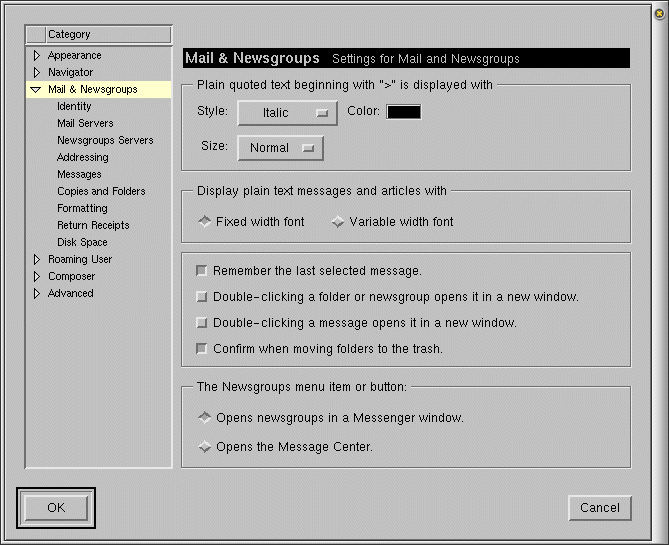 Category
Appearance
Navigator
Mail & Newsgroups
Identity
Mail Servers
Newsgroups Servers
Addressing
Messages
Copies and Folders
Formatting
Return Receipts
Disk Space
Roaming User
Composer
Advanced
Mail & Newsgroups Settings for Mail and Newsgroups
Plain quoted text beginning with ">" is displayed with
Style: Italic Color:
Size: Normal
Display plain text messages and articles with
Fixed width font Variable width font
Remember the last selected message.
Double-clicking a folder or newsgroup opens it in a new window.
Double-clicking a message opens it in a new window.
Confirm when moving folders to the trash.
The Newsgroups menu item or button:
Opens newsgroups in a Messenger window.
Opens the Message Center.
OK Cancel